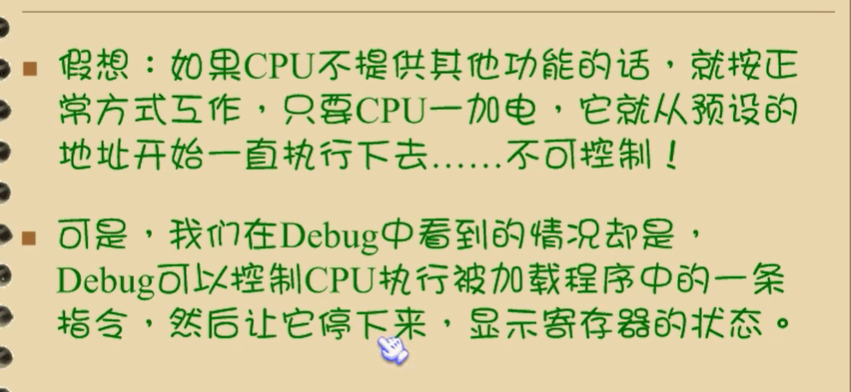 假想：如果CPU不提供其他功能的话，就按正
常方式工作，只要CPU一加电，它就从预设的
地址开始一直执行下去……不可控制！
可是，我们在Debug中看到的情况却是，
Debug可以控制CPU执行被加载程序中的一条
指令，然后让它停下来，显示寄存器的状态。